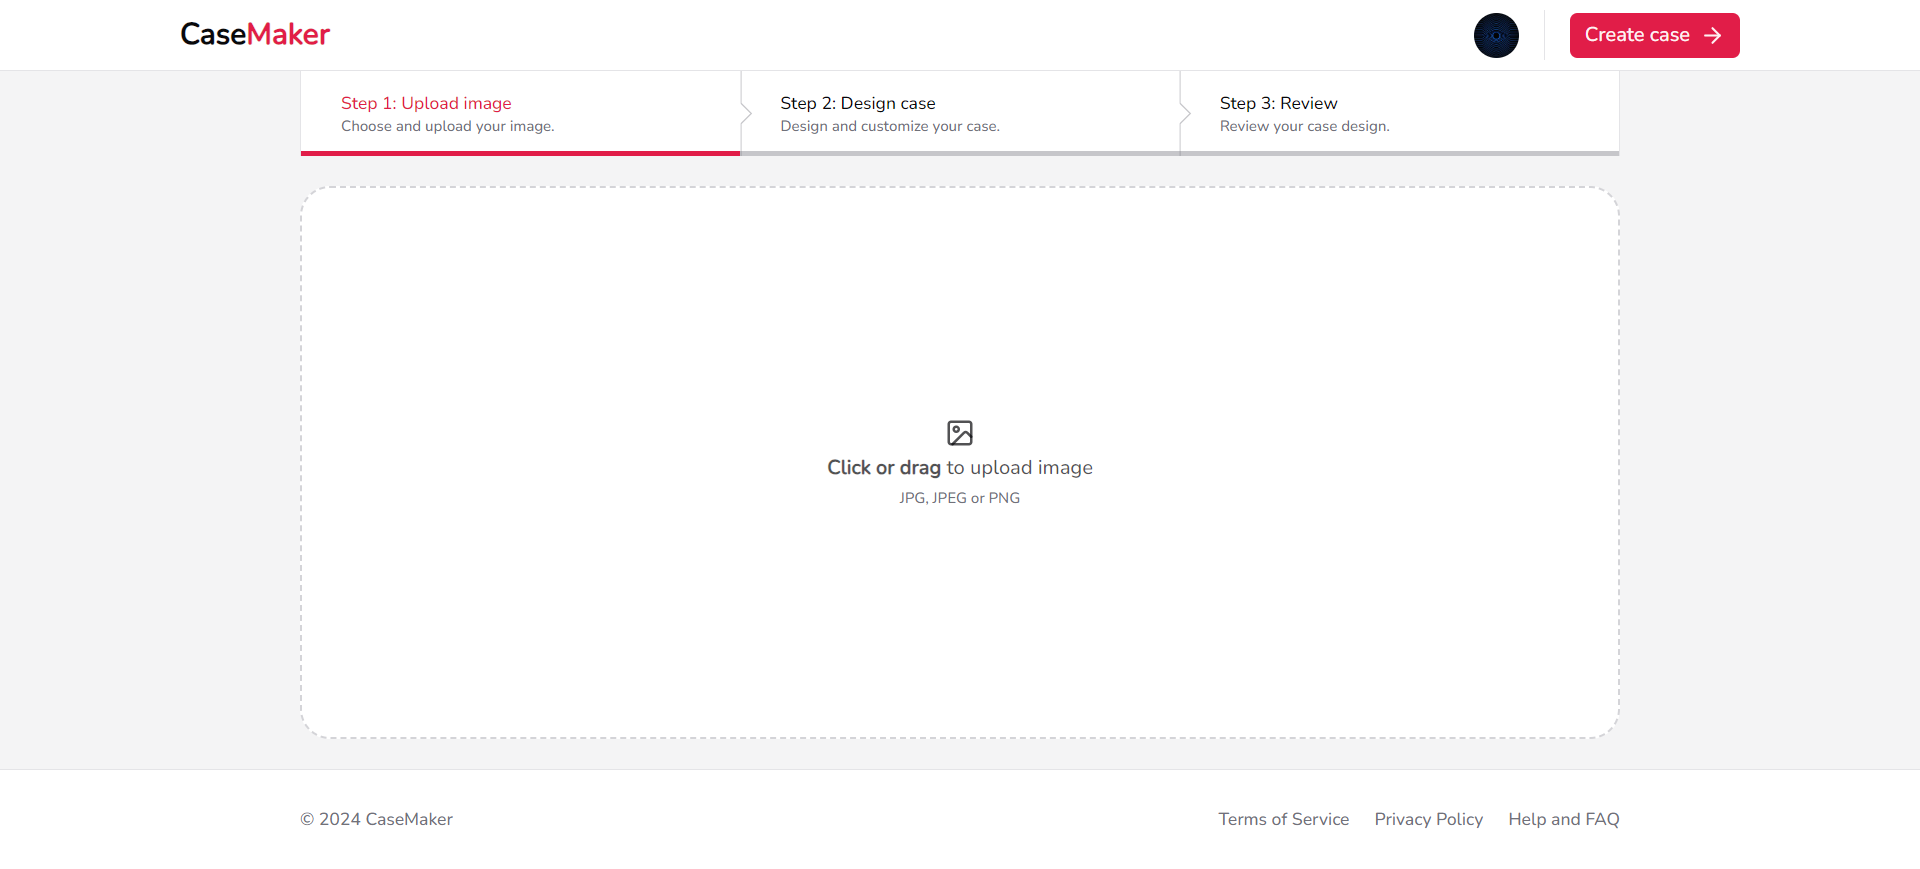 CaseMaker
Create case
Step 1: Upload image
Choose and upload your image.
Step 2: Design case
Design and customize your case.
Step 3: Review
Review your case design.
Click or drag to upload image
JPG, JPEG or PNG
© 2024 CaseMaker
Terms of Service
Privacy Policy
Help and FAQ